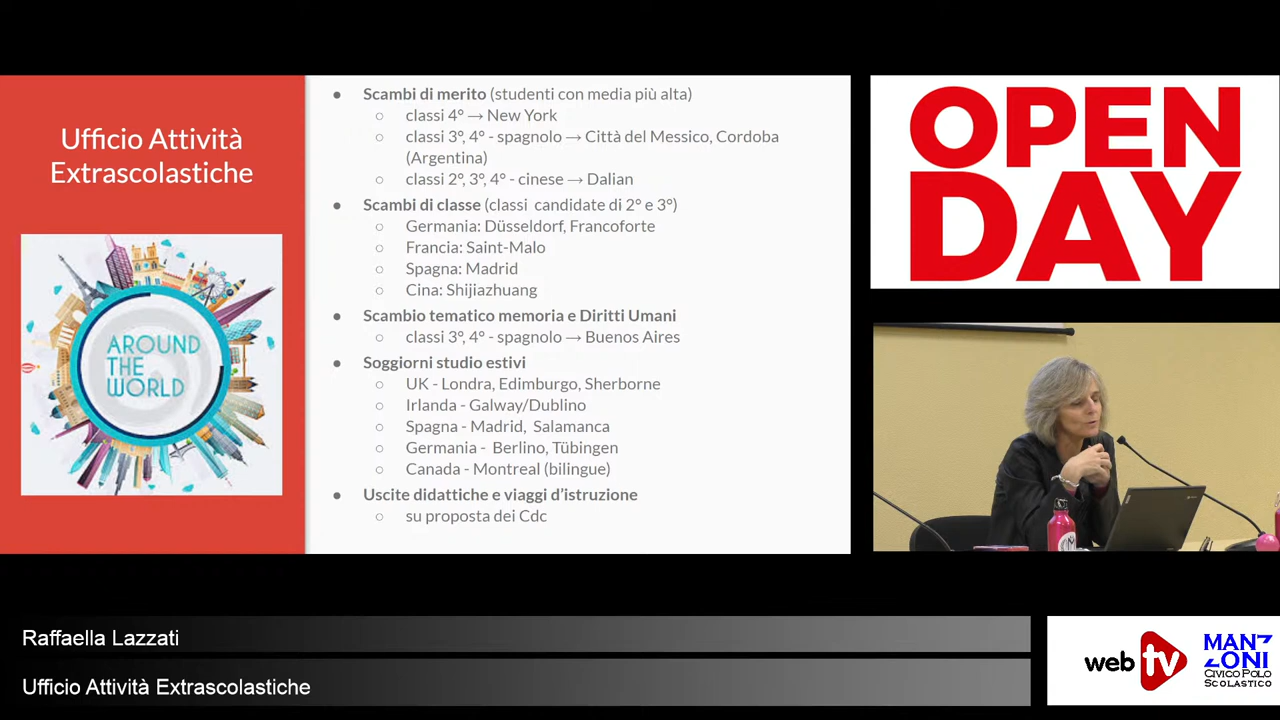 Ufficio Attività
Extrascolastiche
AROUND
THE
WORLD
● Scambi di merito (studenti con media più alta)
○ classi 4° → New York
○ classi 3°, 4° - spagnolo → Città del Messico, Cordoba
(Argentina)
○ classi 2°, 3°, 4° - cinese → Dalian
● Scambi di classe (classi candidate di 2° e 3°)
○ Germania: Düsseldorf, Francoforte
○ Francia: Saint-Malo
○ Spagna: Madrid
○ Cina: Shijiazhuang
● Scambio tematico memoria e Diritti Umani
○ classi 3°, 4° - spagnolo → Buenos Aires
● Soggiorni studio estivi
○ UK - Londra, Edimburgo, Sherborne
○ Irlanda - Galway/Dublino
○ Spagna - Madrid, Salamanca
○ Germania - Berlino, Tübingen
○ Canada - Montreal (bilingue)
● Uscite didattiche e viaggi d'istruzione
○ su proposta dei Cdc
OPEN
DAY
Raffaella Lazzati
Ufficio Attività Extrascolastiche
web tv
MANZ
ZONI
CIVICO POLO
SCOLASTICO